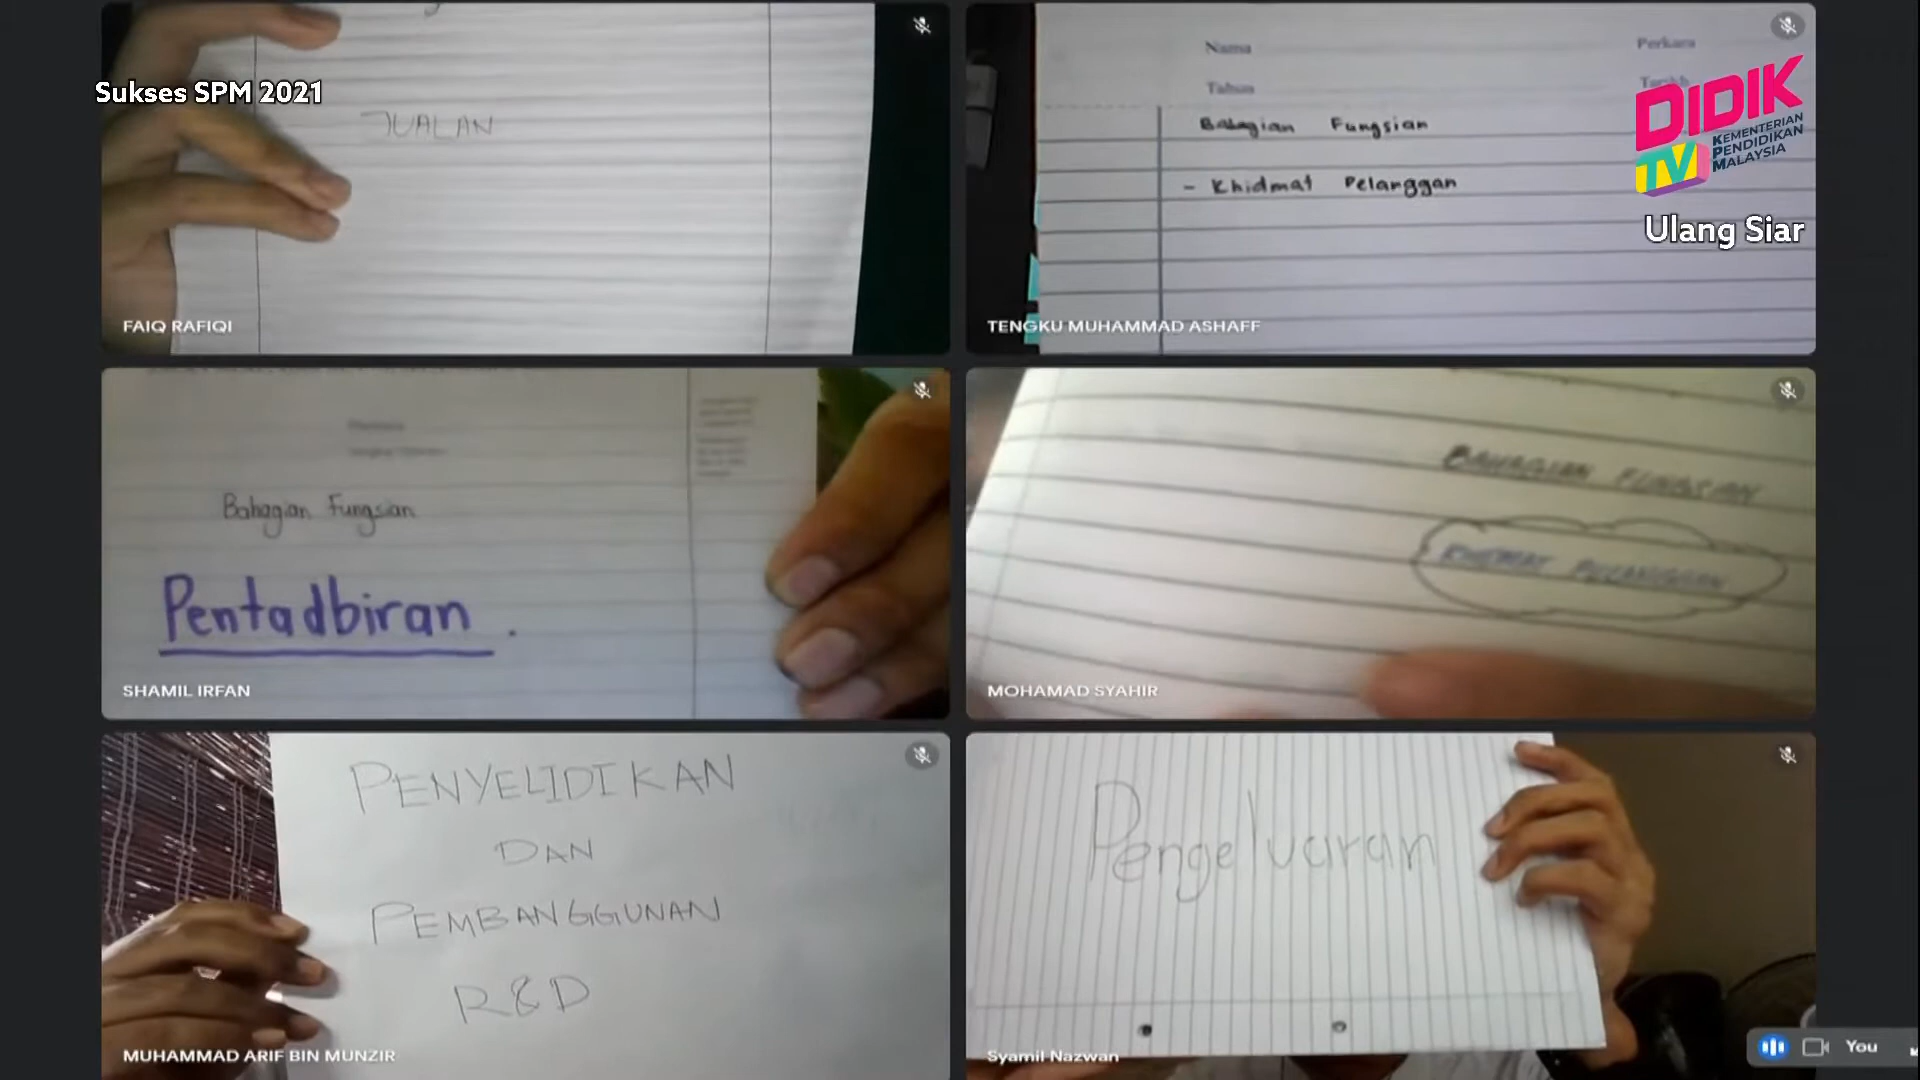 Sukses SPM 2021
JUALAN
FAIQ RAFIQI
Nama
Perkara
Tahun
Tarikh
Bahagian Fungsian
- Khidmat Pelanggan
DIDIK
TV
KEMENTERIAN
PENDIDIKAN
MALAYSIA
Ulang Siar
TENGKU MUHAMMAD ASHAFF
Bahagian Fungsian
Pentadbiran.
SHAMIL IRFAN
BAHAGIAN FUNGSIAN
KHIDMAT PELANGGAN
MOHAMAD SYAHIR
PENYELIDIKAN
DAN
PEMBANGGUNAN
R&D
MUHAMMAD ARIF BIN MUNZIR
Pengeluaran
Syamil Nazwan
You